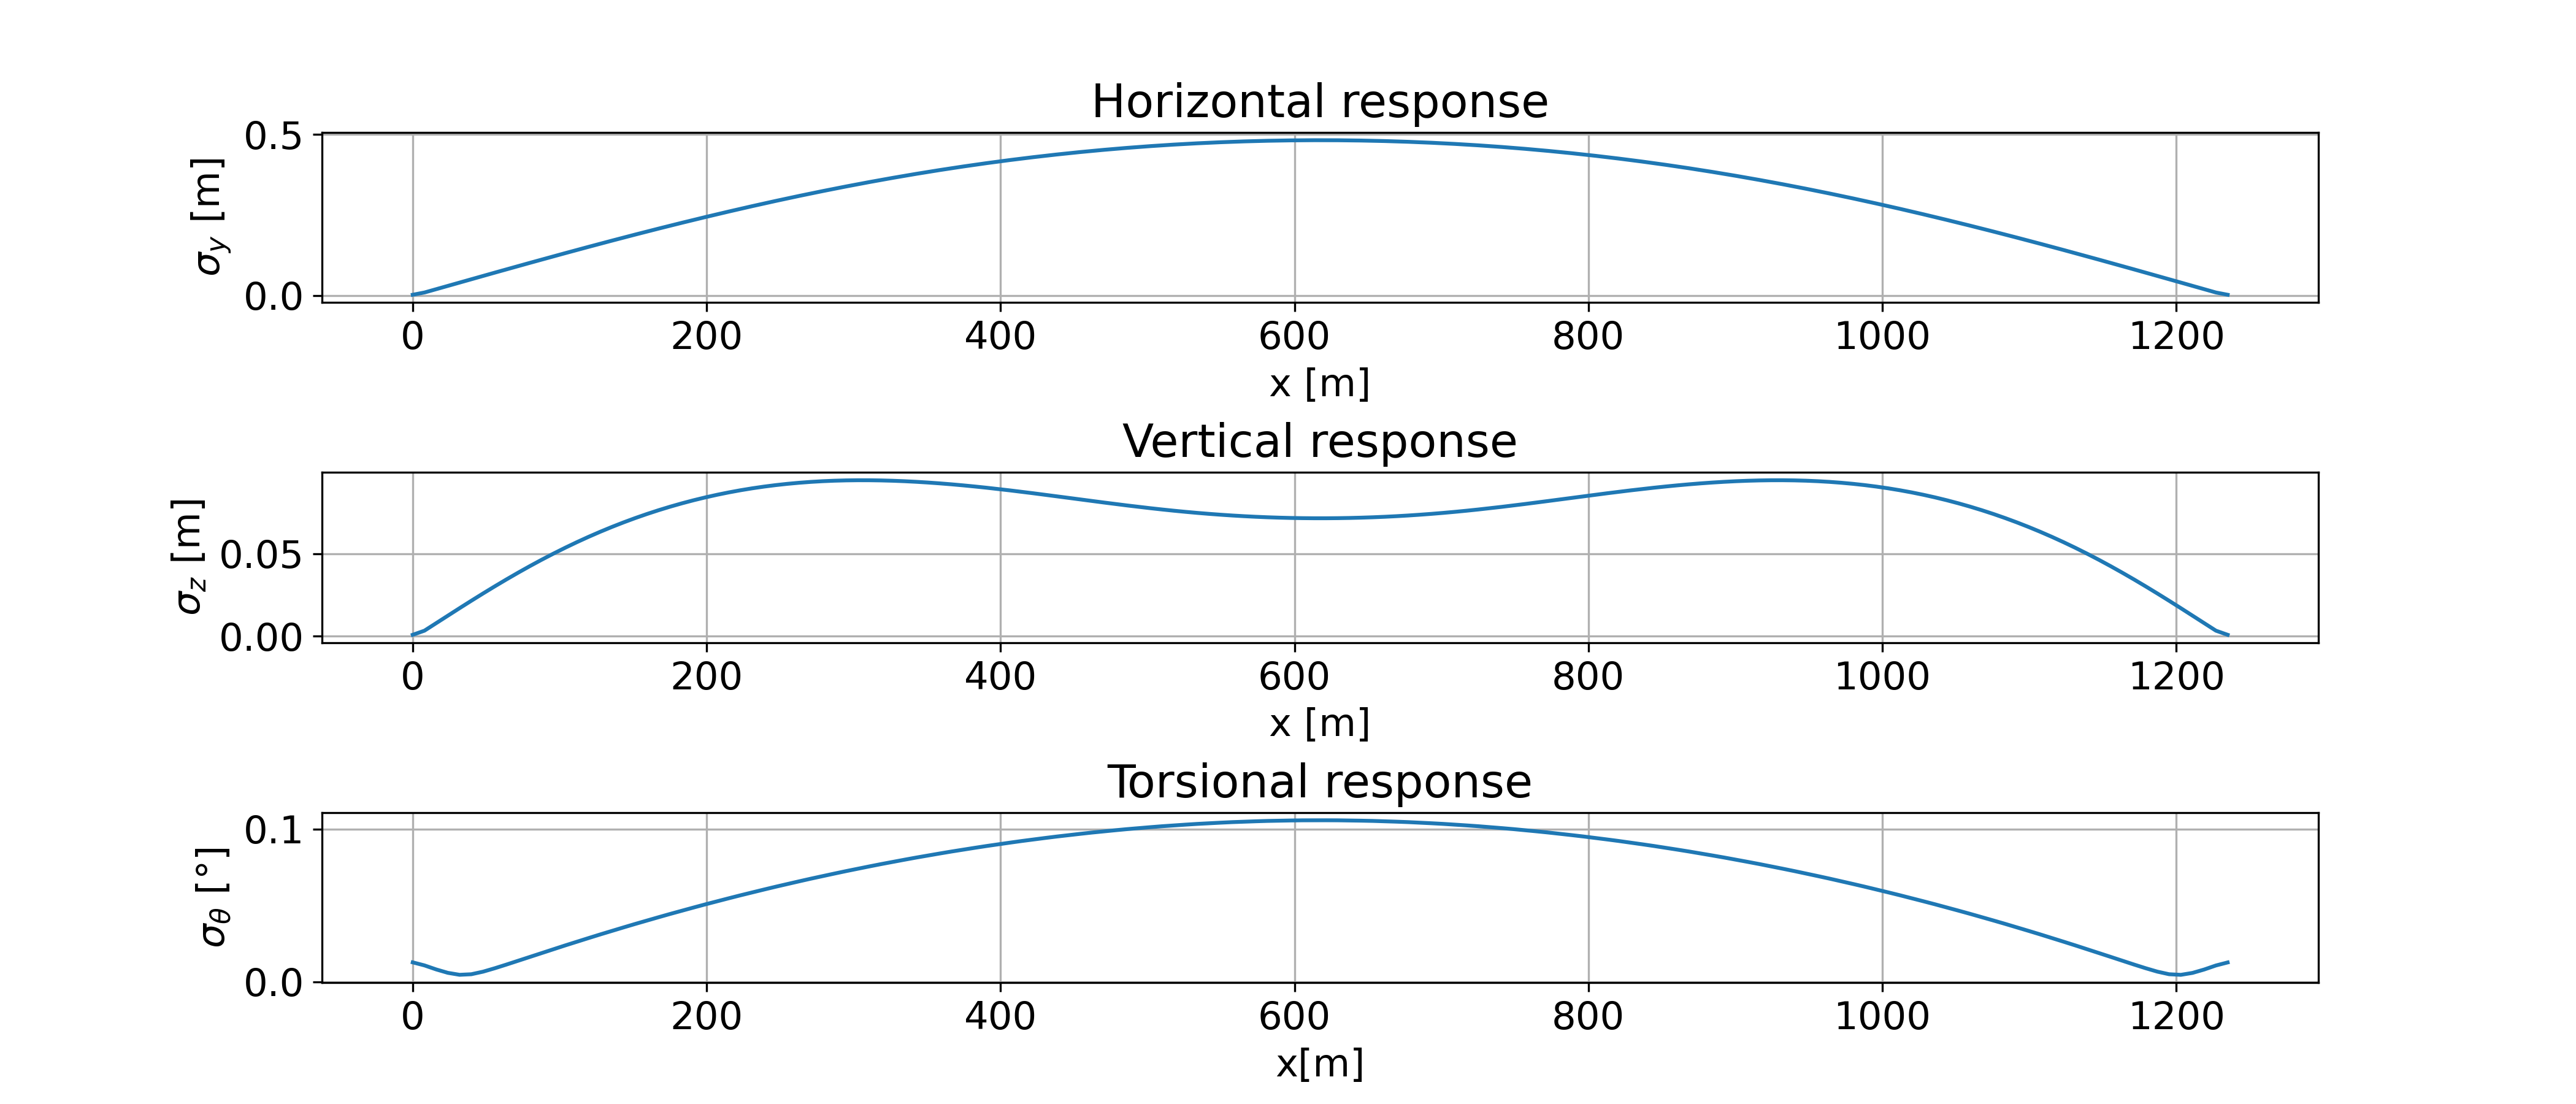 Horizontal response
0.5
σy [m]
0.0
0 200 400 600 800 1000 1200
x [m]
Vertical response
σz [m]
0.05
0.00
0 200 400 600 800 1000 1200
x [m]
Torsional response
0.1
σθ [°]
0.0
0 200 400 600 800 1000 1200
x[m]